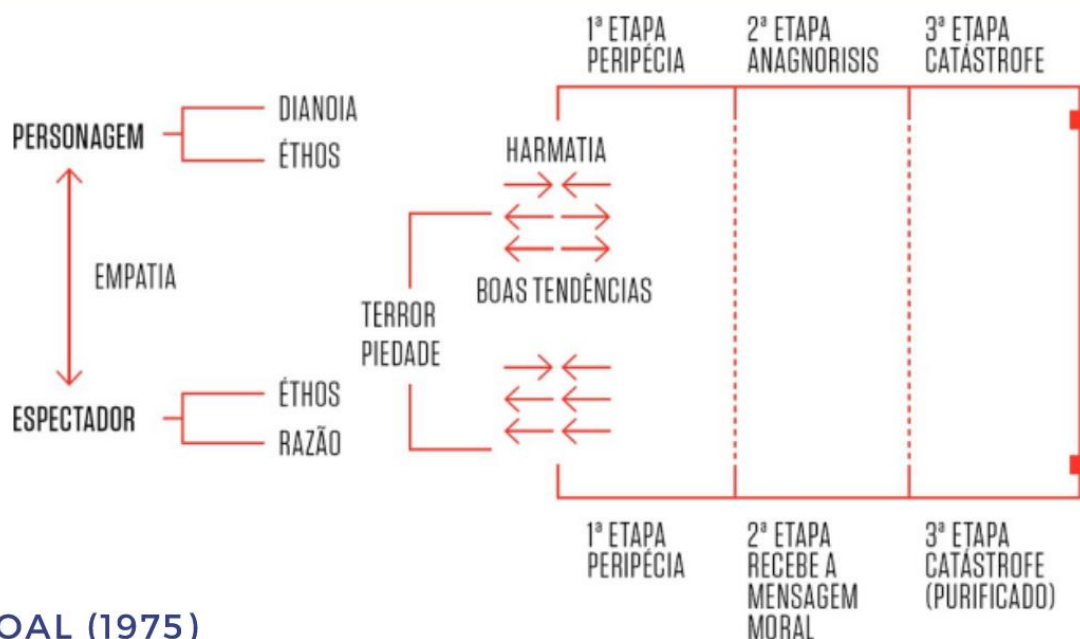 1ª ETAPA
PERIPÉCIA
2ª ETAPA
ANAGNORISIS
3ª ETAPA
CATÁSTROFE
PERSONAGEM
DIANOIA
ÉTHOS
HARMATIA
EMPATIA
BOAS TENDÊNCIAS
TERROR
PIEDADE
ESPECTADOR
ÉTHOS
RAZÃO
1ª ETAPA
PERIPÉCIA
2ª ETAPA
RECEBE A
MENSAGEM
MORAL
3ª ETAPA
CATÁSTROFE
(PURIFICADO)
OAL (1975)